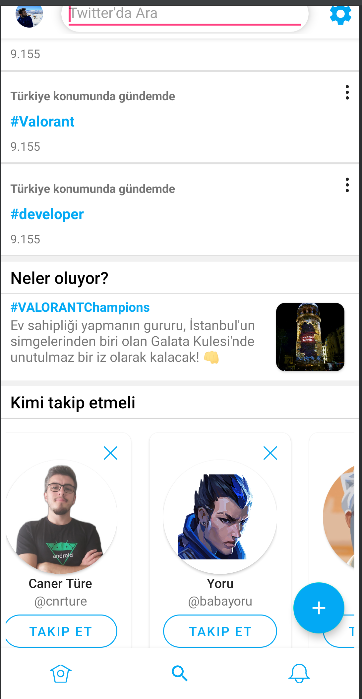 Twitter'da Ara
9.155
Türkiye konumunda gündemde
#Valorant
9.155
Türkiye konumunda gündemde
#developer
9.155
Neler oluyor?
#VALORANTChampions
Ev sahipliği yapmanın gururu, İstanbul'un
simgelerinden biri olan Galata Kulesi'nde
unutulmaz bir iz olarak kalacak! 👊
Kimi takip etmeli
android
Caner Türe
@cnrture
TAKIP ET
Yoru
@babayoru
TAKIP ET
T